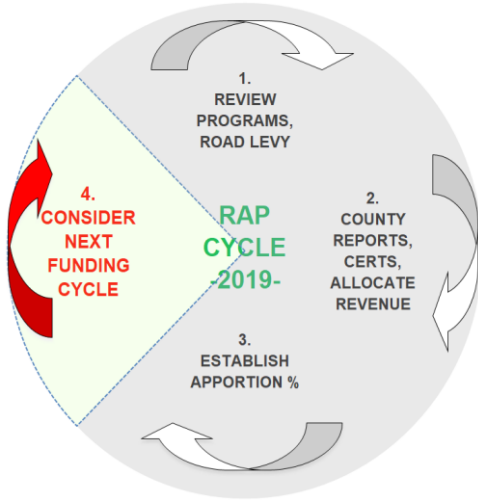 1.
REVIEW
PROGRAMS,
ROAD LEVY
2.
COUNTY
REPORTS,
CERTS,
ALLOCATE
REVENUE
3.
ESTABLISH
APPORTION %
4.
CONSIDER
NEXT
FUNDING
CYCLE
RAP
CYCLE
-2019-